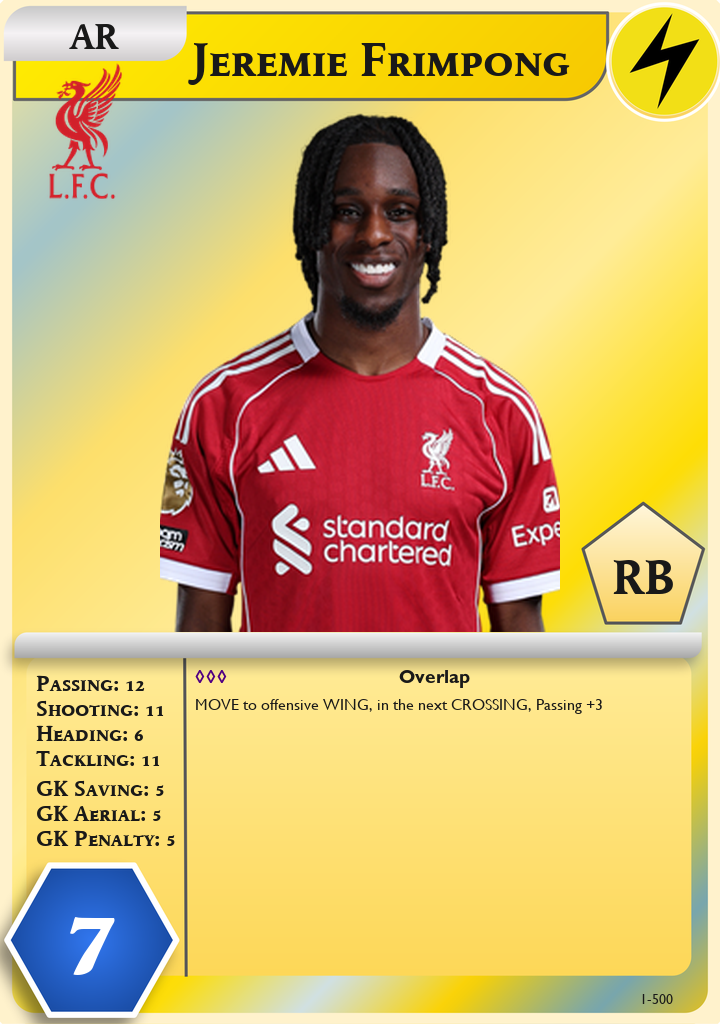 AR
Jeremie Frimpong
L.F.C.
L.F.C.
standard
chartered
Expe
RB
Passing: 12
Shooting: 11
Heading: 6
Tackling: 11
GK Saving: 5
GK Aerial: 5
GK Penalty: 5
◊◊◊ Overlap
MOVE to offensive WING, in the next CROSSING, Passing +3
7
1-500